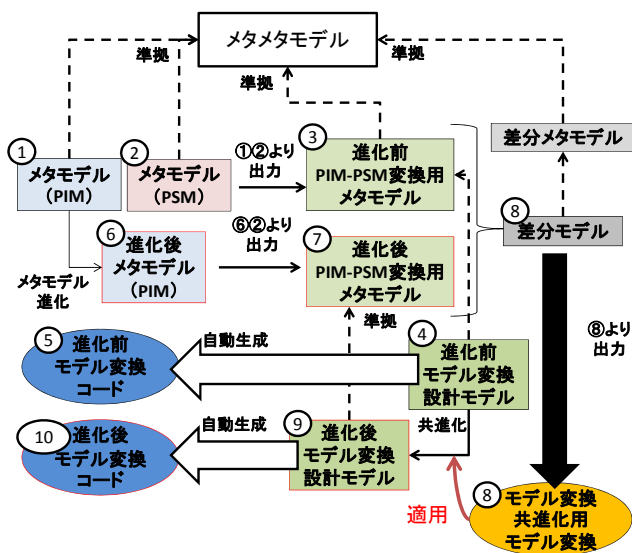 メタメタモデル
準拠
準拠
準拠
準拠
①
メタモデル
(PIM)
②
メタモデル
(PSM)
①②より
出力
③
進化前
PIM-PSM変換用
メタモデル
差分メタモデル
⑧
差分モデル
⑥
進化後
メタモデル
(PIM)
メタモデル
進化
⑥②より
出力
⑦
進化後
PIM-PSM変換用
メタモデル
準拠
⑧より
出力
⑤
進化前
モデル変換
コード
自動生成
④
進化前
モデル変換
設計モデル
共進化
10
進化後
モデル変換
コード
自動生成
⑨
進化後
モデル変換
設計モデル
適用
⑧
モデル変換
共進化用
モデル変換